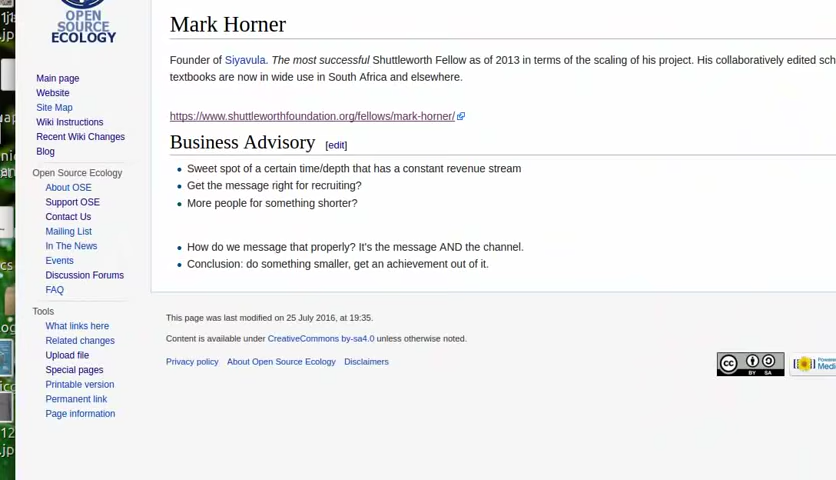 OPEN
SOURCE
ECOLOGY
Main page
Website
Site Map
Wiki Instructions
Recent Wiki Changes
Blog
Open Source Ecology
About OSE
Support OSE
Contact Us
Mailing List
In The News
Events
Discussion Forums
FAQ
Tools
What links here
Related changes
Upload file
Special pages
Printable version
Permanent link
Page information
Mark Horner
Founder of Siyavula. The most successful Shuttleworth Fellow as of 2013 in terms of the scaling of his project. His collaboratively edited
textbooks are now in wide use in South Africa and elsewhere.
https://www.shuttleworthfoundation.org/fellows/mark-horner/
Business Advisory [edit]
Sweet spot of a certain time/depth that has a constant revenue stream
Get the message right for recruiting?
More people for something shorter?
How do we message that properly? It's the message AND the channel.
Conclusion: do something smaller, get an achievement out of it.
This page was last modified on 25 July 2016, at 19:35.
Content is available under CreativeCommons by-sa4.0 unless otherwise noted.
Privacy policy About Open Source Ecology Disclaimers
cc BY SA
Powered
Medi